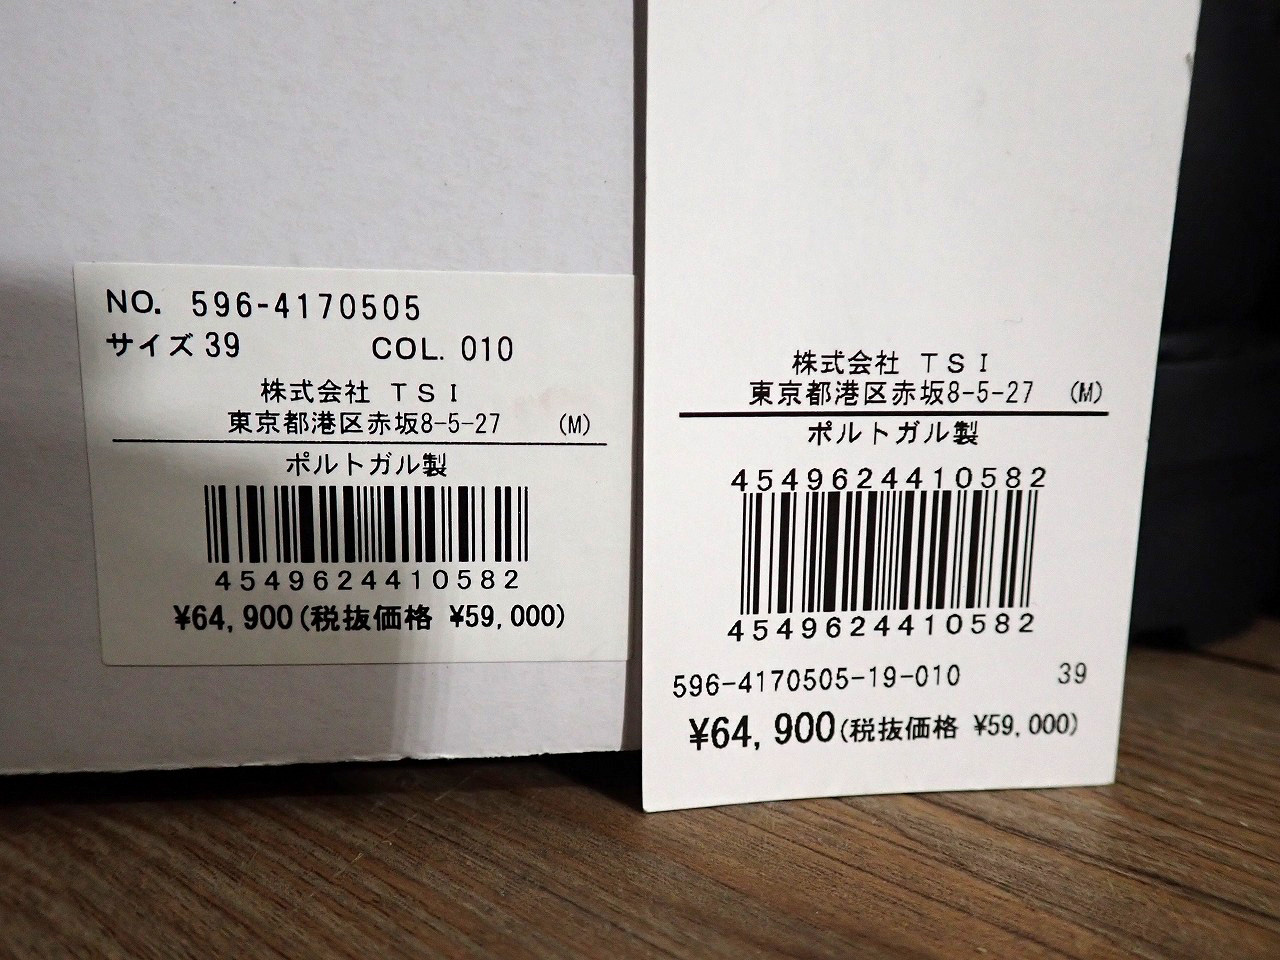 NO. 596-4170505
サイズ 39 COL. 010
株式会社 TSI
東京都港区赤坂8-5-27 (M)
ポルトガル製
4549624410582
¥64,900(税抜価格 ¥59,000)
株式会社 TSI
東京都港区赤坂8-5-27 (M)
ポルトガル製
4549624410582
4549624410582
596-4170505-19-010 39
¥64,900(税抜価格 ¥59,000)